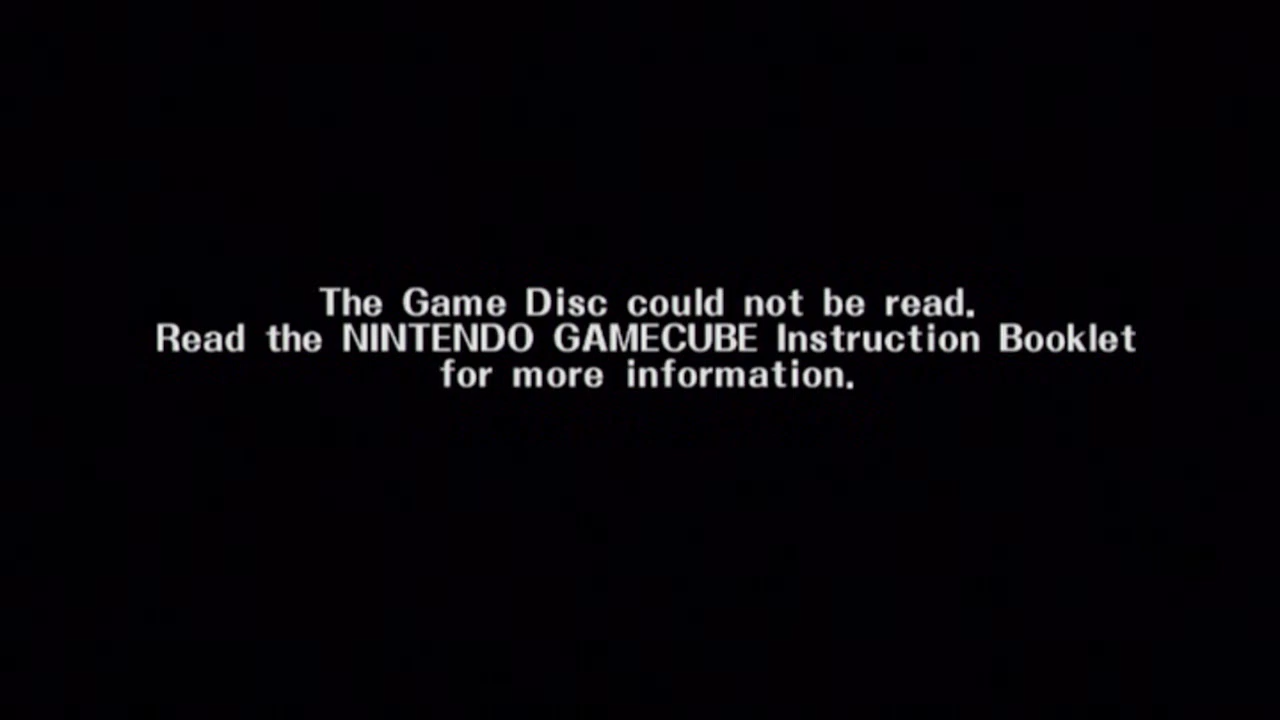 The Game Disc could not be read.
Read the NINTENDO GAMECUBE Instruction Booklet
for more information.